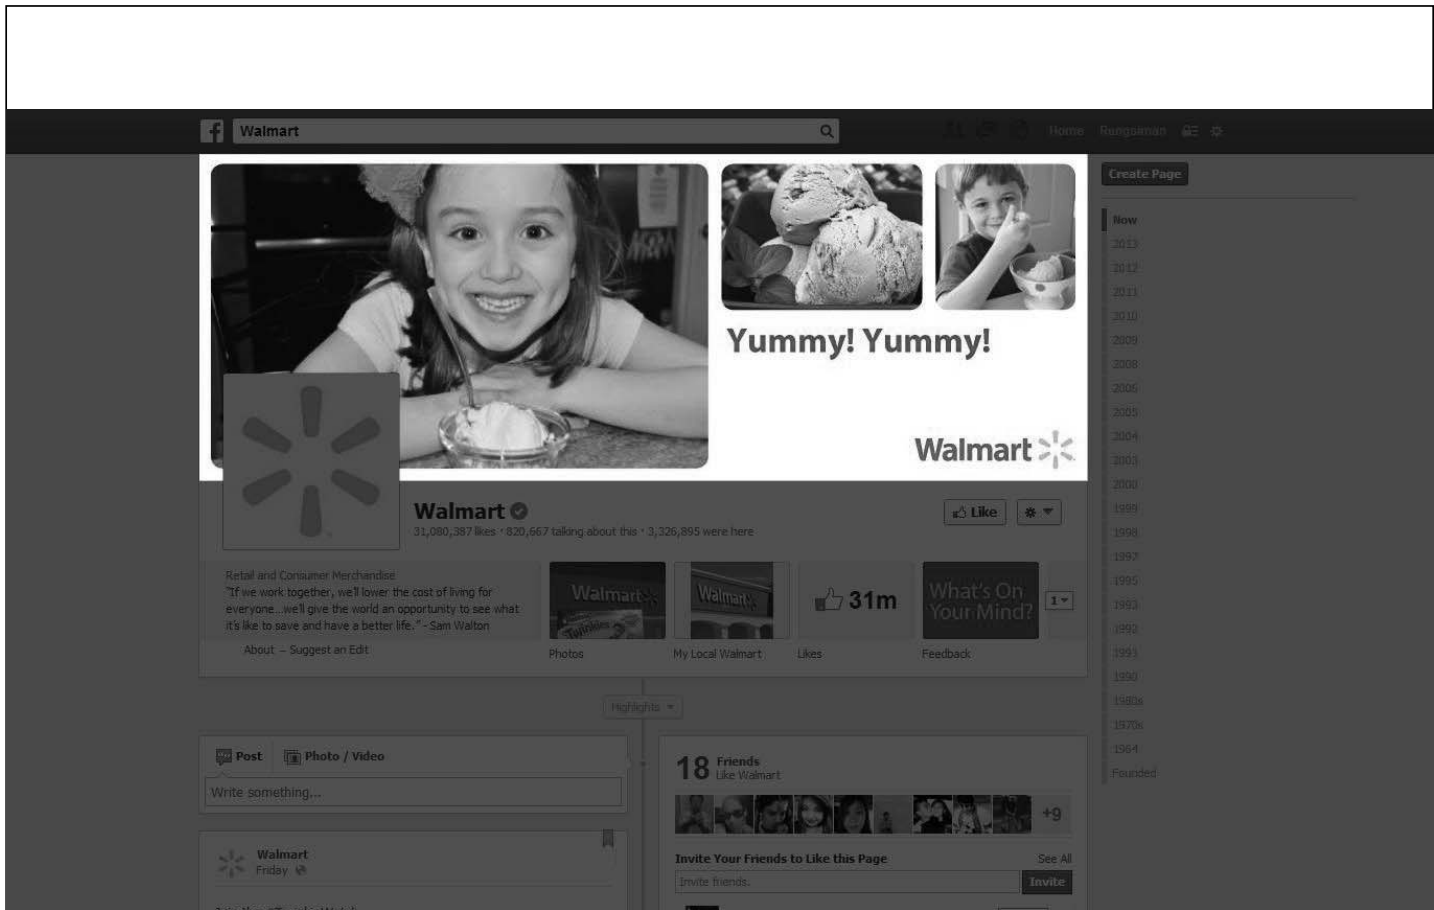 Walmart
Home
Create Page
Now
2013
2012
2011
2010
2009
2008
2006
2005
2004
2003
2000
1999
1998
1997
1995
1993
1992
1991
1990
1980s
1970s
1964
Founded
Yummy! Yummy!
Walmart
Walmart
31,080,387 likes · 820,667 talking about this · 3,326,895 were here
Like
Retail and Consumer Merchandise
"If we work together, we'll lower the cost of living for
everyone...we'll give the world an opportunity to see what
it's like to save and have a better life." - Sam Walton
About – Suggest an Edit
Walmart
Twinkies
Photos
Walmart
My Local Walmart
31m
Likes
What's On
Your Mind?
Feedback
1
Highlights
Post
Photo / Video
Write something...
Walmart
Friday
18 Friends
Like Walmart
+9
Invite Your Friends to Like this Page
See All
Invite friends.
Invite